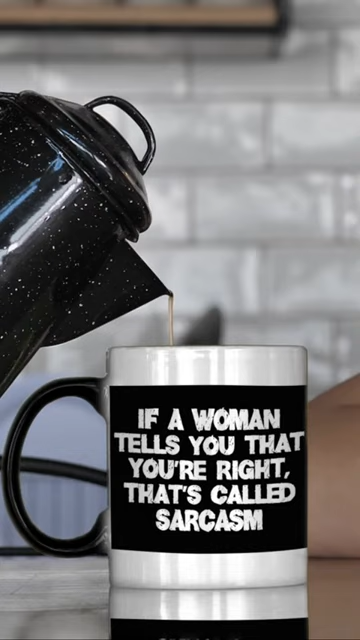 IF A WOMAN
TELLS YOU THAT
YOU'RE RIGHT,
THAT'S CALLED
SARCASM